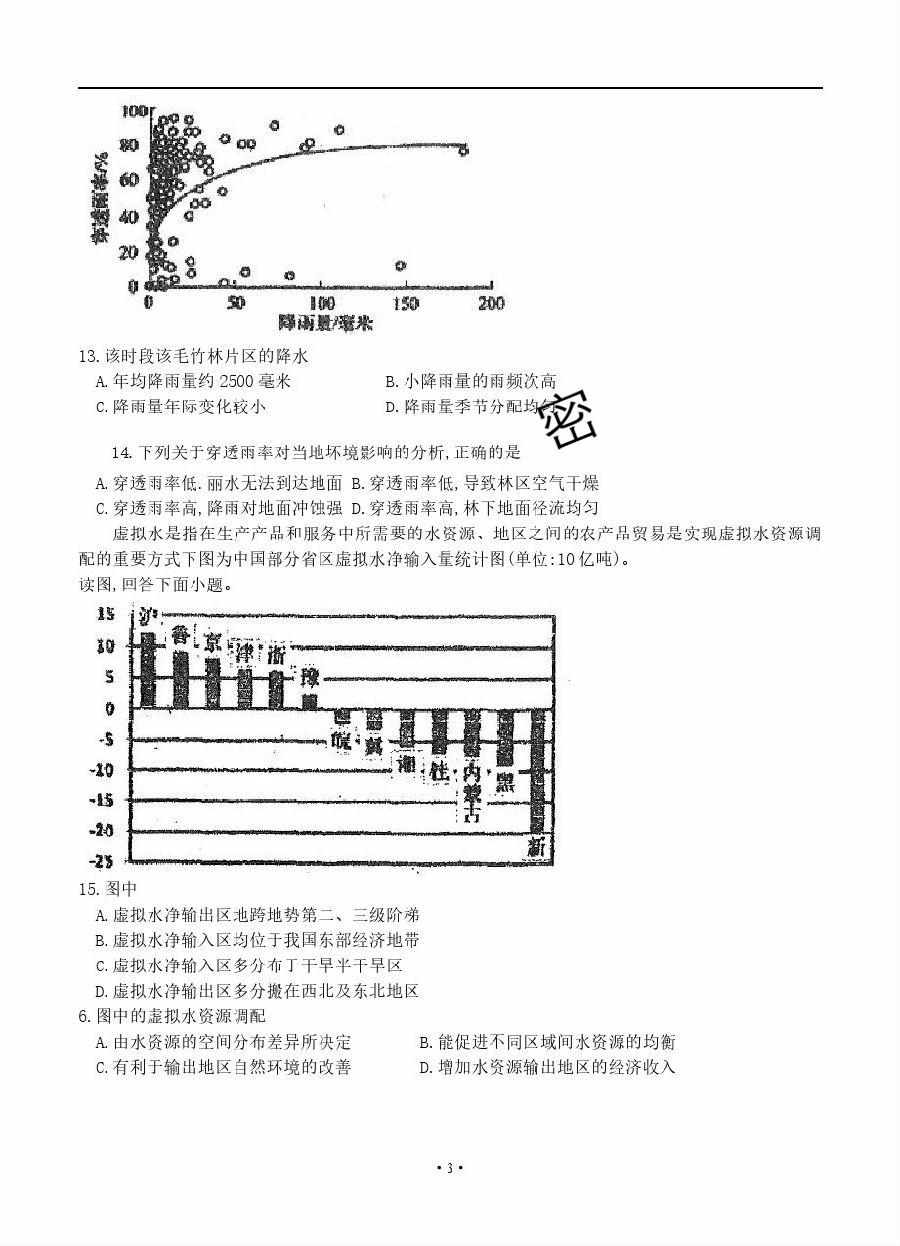 100
80
60
40
20
0
穿透雨率/%
0 50 100 150 200
降雨量/毫米
13.该时段该毛竹林片区的降水
A.年均降雨量约 2500 毫米 B.小降雨量的雨频次高
C.降雨量年际变化较小 D.降雨量季节分配均匀
密
14.下列关于穿透雨率对当地坏境影响的分析,正确的是
A.穿透雨率低.丽水无法到达地面 B.穿透雨率低,导致林区空气干燥
C.穿透雨率高,降雨对地面冲蚀强 D.穿透雨率高,林下地面径流均匀
虚拟水是指在生产产品和服务中所需要的水资源、地区之间的农产品贸易是实现虚拟水资源调
配的重要方式下图为中国部分省区虚拟水净输入量统计图(单位:10亿吨)。
读图,回答下面小题。
15
10
5
0
-5
-10
-15
-20
-25
沪 鲁 京 津 浙 豫
皖 冀 湘 桂 内蒙古 黑 新
15.图中
A.虚拟水净输出区地跨地势第二、三级阶梯
B.虚拟水净输入区均位于我国东部经济地带
C.虚拟水净输入区多分布丁干旱半干旱区
D.虚拟水净输出区多分搬在西北及东北地区
6.图中的虚拟水资源调配
A.由水资源的空间分布差异所决定 B.能促进不同区域间水资源的均衡
C.有利于输出地区自然环境的改善 D.增加水资源输出地区的经济收入
·3·